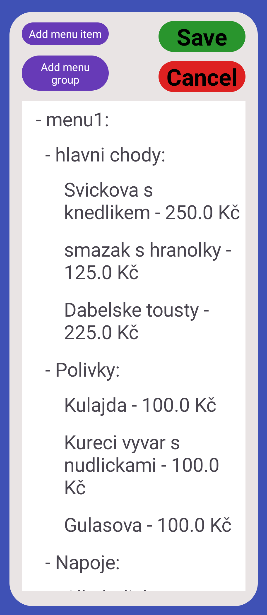 Add menu item
Save
Add menu
group
Cancel
- menu1:
- hlavni chody:
Svickova s
knedlikem - 250.0 Kč
smazak s hranolky -
125.0 Kč
Dabelske tousty -
225.0 Kč
- Polivky:
Kulajda - 100.0 Kč
Kureci vyvar s
nudlickami - 100.0
Kč
Gulasova - 100.0 Kč
- Napoje: